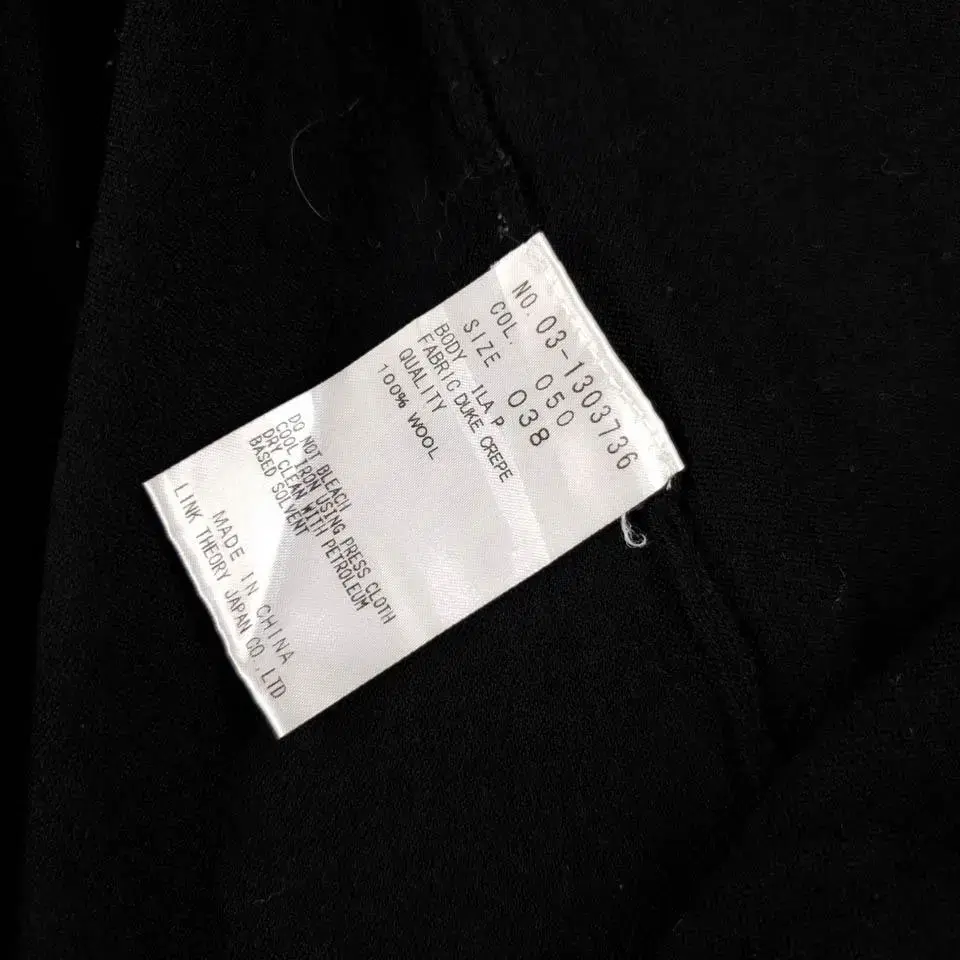 NO. 03-1303736
COL. 050
SIZE 038
BODY ILA P
FABRIC DUKE CREPE
QUALITY
100% WOOL
DO NOT BLEACH
COOL IRON USING PRESS CLOTH
DRY CLEAN WITH PETROLEUM
BASED SOLVENT
MADE IN CHINA
LINK THEORY JAPAN CO.,LTD